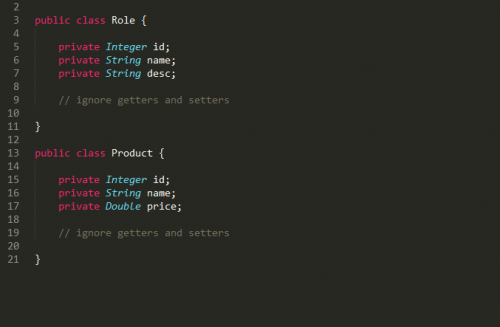 2
3 public class Role {
4
5 private Integer id;
6 private String name;
7 private String desc;
8
9 // ignore getters and setters
10
11 }
12
13 public class Product {
14
15 private Integer id;
16 private String name;
17 private Double price;
18
19 // ignore getters and setters
20
21 }